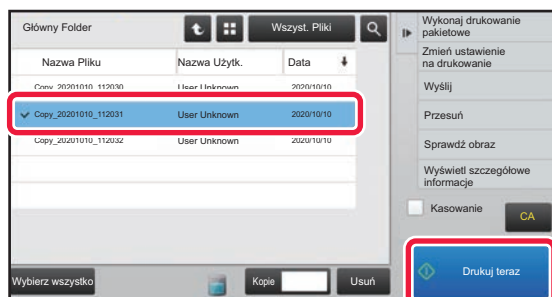 Główny Folder
Wszyst. Pliki
Nazwa Pliku Nazwa Użytk. Data
Copy_20201010_112030 User Unknown 2020/10/10
Copy_20201010_112031 User Unknown 2020/10/10
Copy_20201010_112032 User Unknown 2020/10/10
Wybierz wszystko
Kopie
Usuń
Wykonaj drukowanie
pakietowe
Zmień ustawienie
na drukowanie
Wyślij
Przesuń
Sprawdź obraz
Wyświetl szczegółowe
informacje
Kasowanie
CA
Drukuj teraz